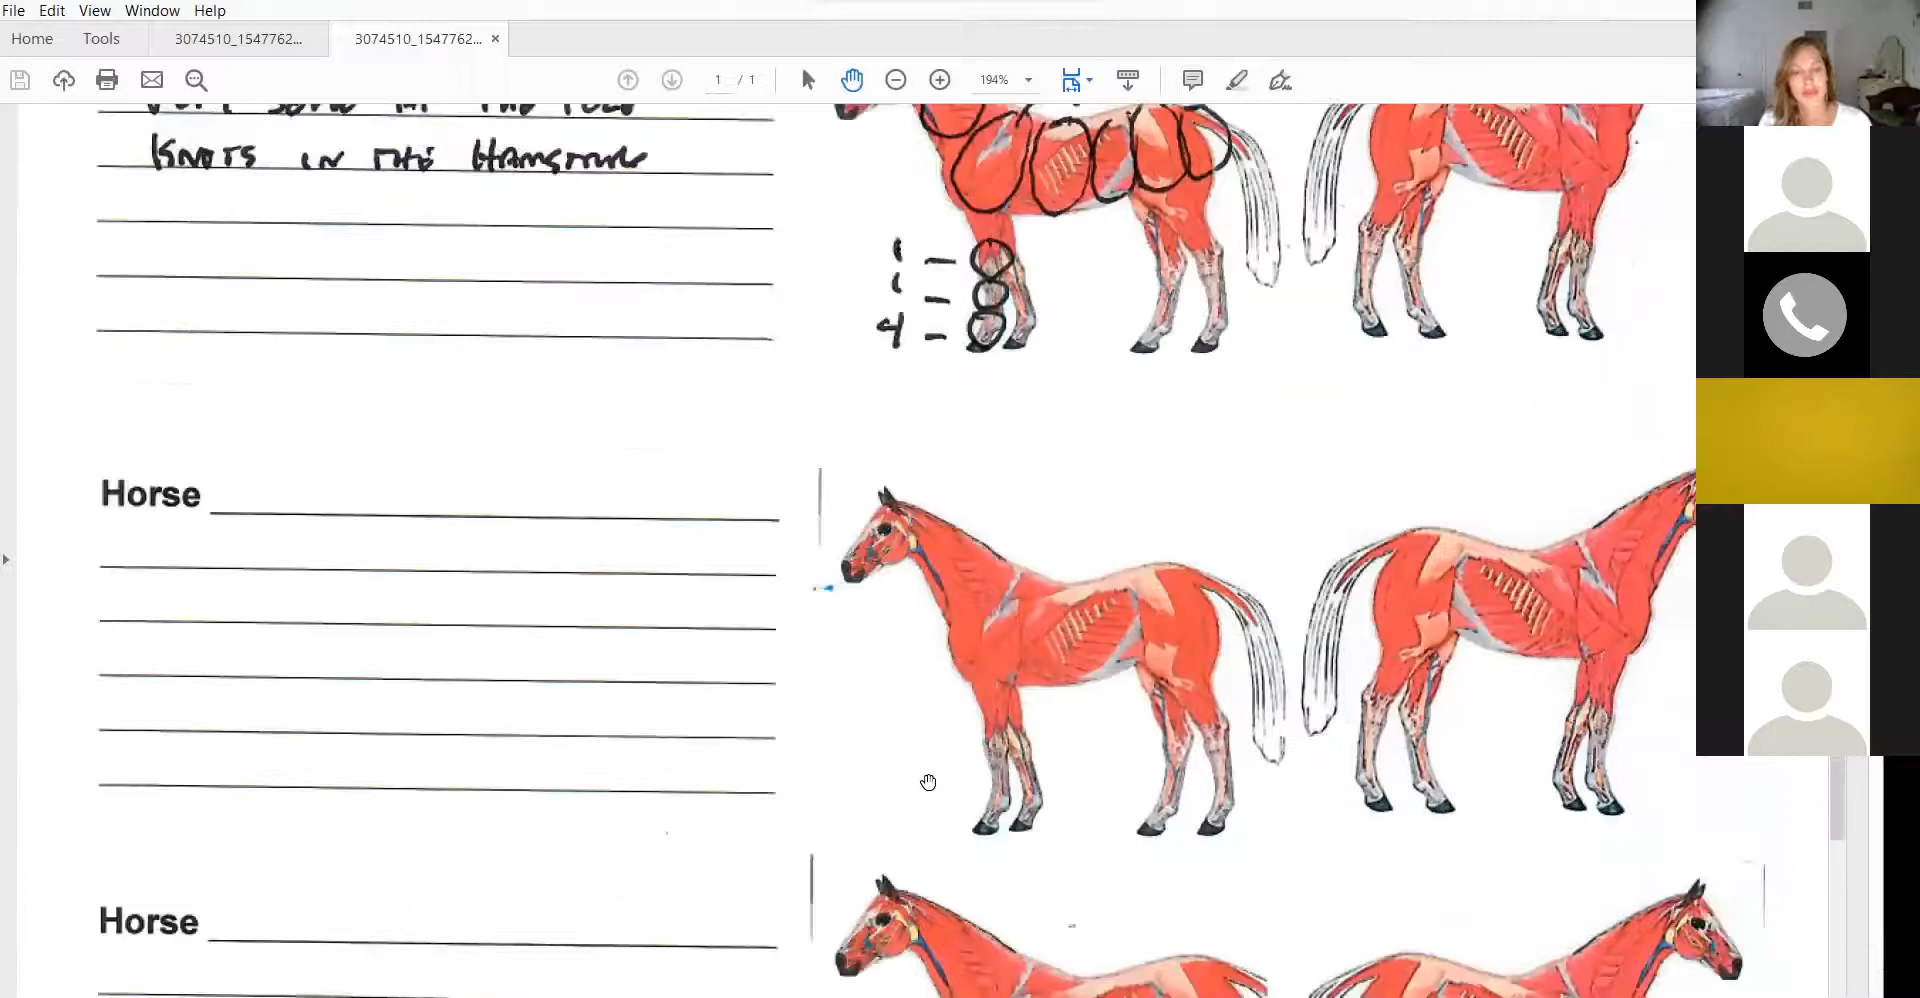 File Edit View Window Help
Home Tools 3074510_1547762... 3074510_1547762... ×
1 / 1 194%
KNOTS IN THE HAMSTRING
1 - 
1 - 
4 - 
Horse
Horse